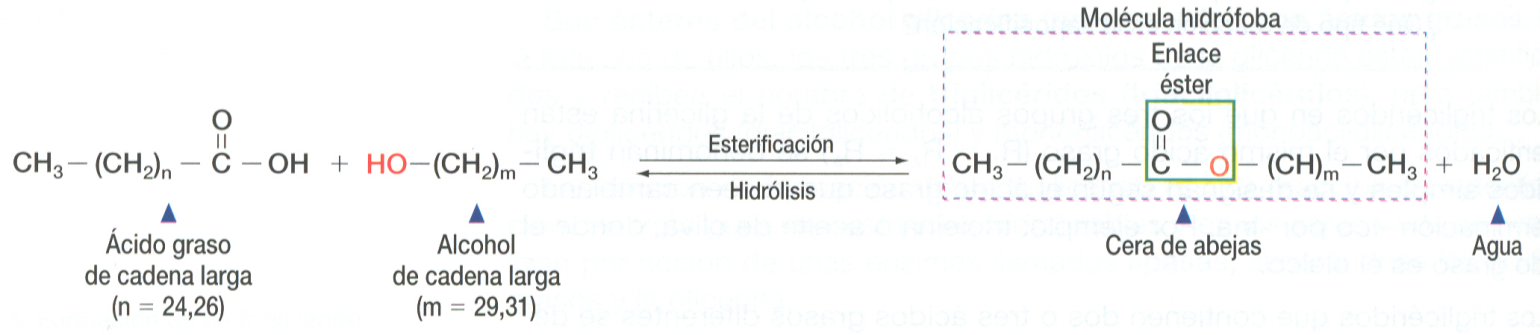 Molécula hidrófoba
Enlace
éster
O
||
CH₃ — (CH₂)ₙ — C — OH + HO — (CH₂)ₘ — CH₃
Esterificación
Hidrólisis
O
||
CH₃ — (CH₂)ₙ — C — O — (CH)ₘ — CH₃ + H₂O
Ácido graso
de cadena larga
(n = 24,26)
Alcohol
de cadena larga
(m = 29,31)
Cera de abejas
Agua